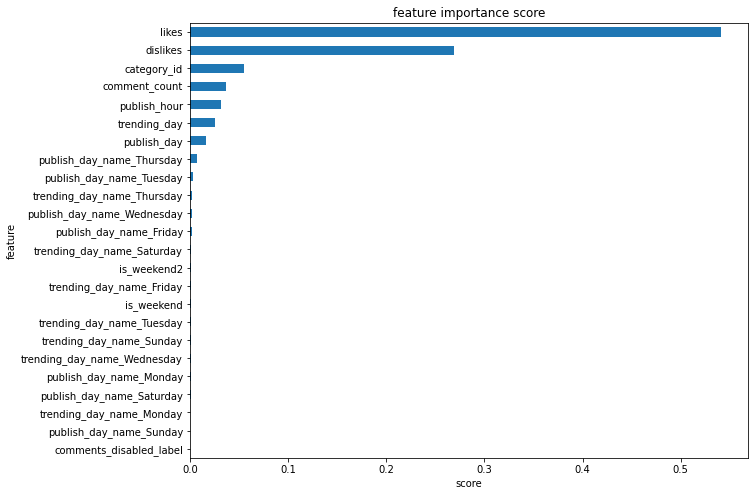 feature importance score
likes
dislikes
category_id
comment_count
publish_hour
trending_day
publish_day
publish_day_name_Thursday
publish_day_name_Tuesday
trending_day_name_Thursday
publish_day_name_Wednesday
publish_day_name_Friday
trending_day_name_Saturday
is_weekend2
trending_day_name_Friday
is_weekend
trending_day_name_Tuesday
trending_day_name_Sunday
trending_day_name_Wednesday
publish_day_name_Monday
publish_day_name_Saturday
trending_day_name_Monday
publish_day_name_Sunday
comments_disabled_label
feature
0.0 0.1 0.2 0.3 0.4 0.5
score